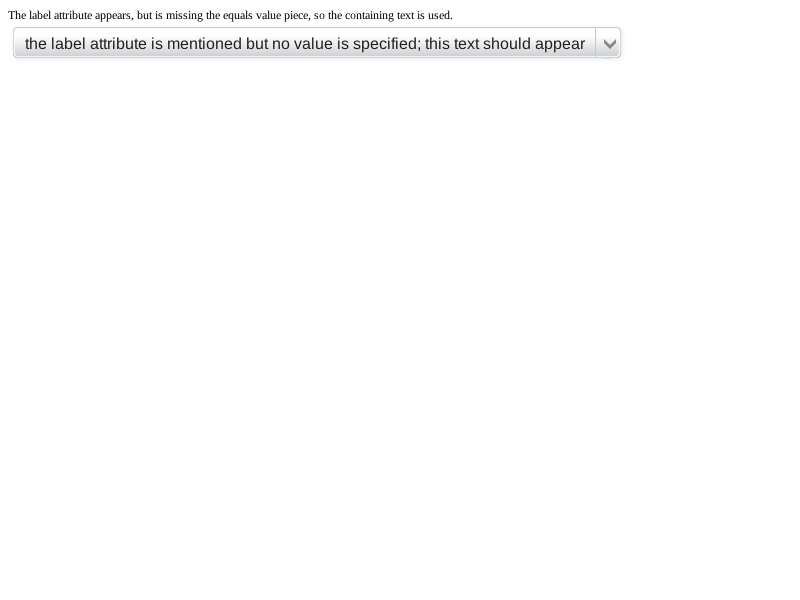 The label attribute appears, but is missing the equals value piece, so the containing text is used.
the label attribute is mentioned but no value is specified; this text should appear